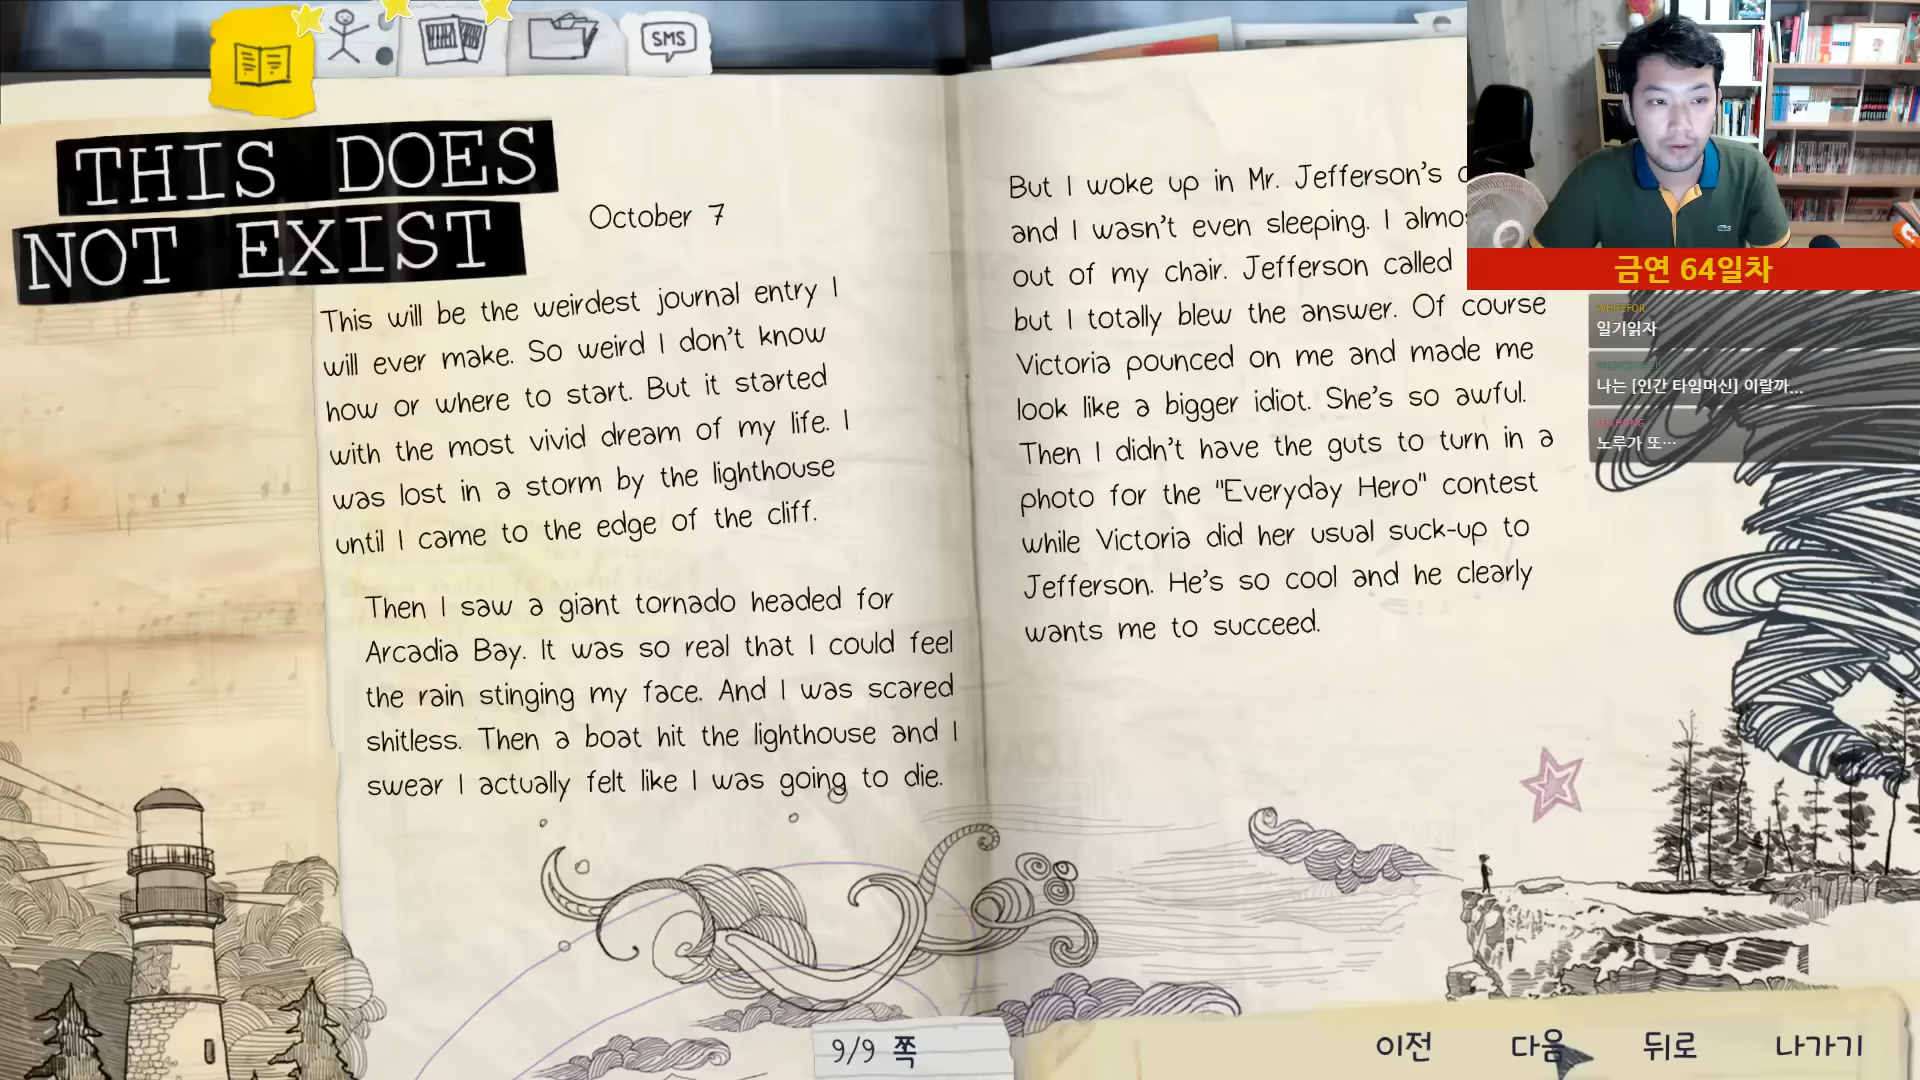 SMS
THIS DOES
NOT EXIST
October 7
This will be the weirdest journal entry I
will ever make. So weird I don't know
how or where to start. But it started
with the most vivid dream of my life. I
was lost in a storm by the lighthouse
until I came to the edge of the cliff.
Then I saw a giant tornado headed for
Arcadia Bay. It was so real that I could feel
the rain stinging my face. And I was scared
shitless. Then a boat hit the lighthouse and I
swear I actually felt like I was going to die.
But I woke up in Mr. Jefferson's
and I wasn't even sleeping. I
out of my chair. Jefferson called
but I totally blew the answer. Of course
Victoria pounced on me and made me
look like a bigger idiot. She's so awful.
Then I didn't have the guts to turn in a
photo for the "Everyday Hero" contest
while Victoria did her usual suck-up to
Jefferson. He's so cool and he clearly
wants me to succeed.
금연 64일차
일기읽자
나는 [인간 타임머신] 이랄까...
노루가 또…
9/9 쪽
이전
다음
뒤로
나가기